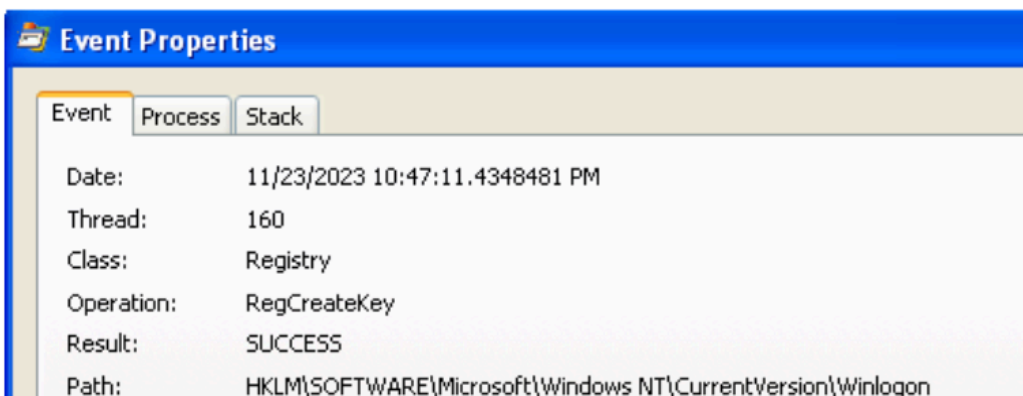 Event Properties
Event Process Stack
Date: 11/23/2023 10:47:11.4348481 PM
Thread: 160
Class: Registry
Operation: RegCreateKey
Result: SUCCESS
Path: HKLM\SOFTWARE\Microsoft\Windows NT\CurrentVersion\Winlogon